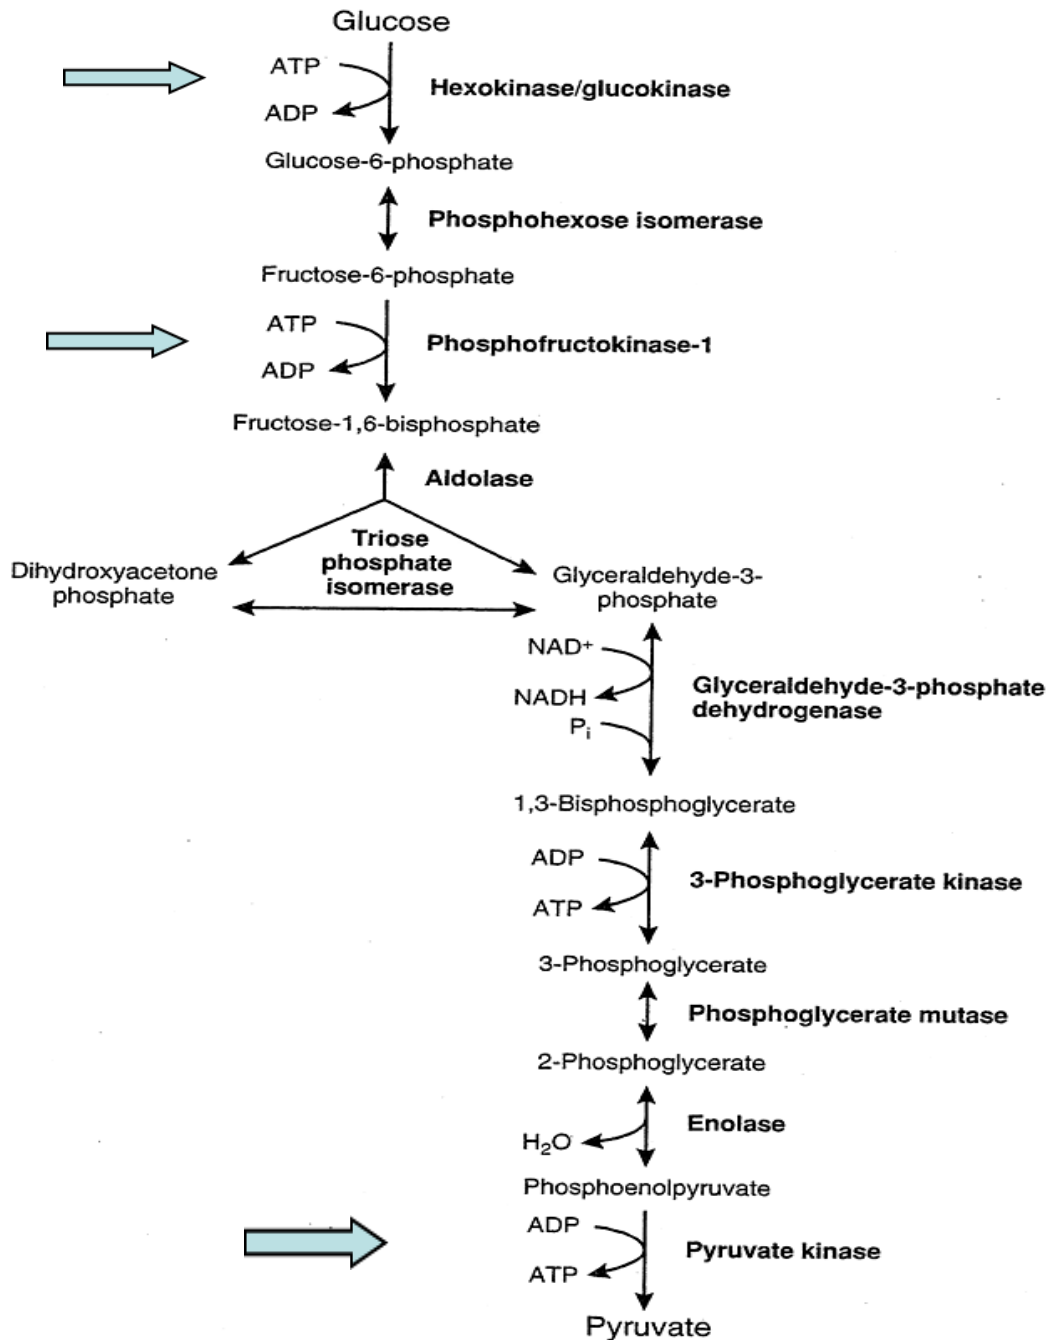 Glucose
ATP
Hexokinase/glucokinase
ADP
Glucose-6-phosphate
Phosphohexose isomerase
Fructose-6-phosphate
ATP
Phosphofructokinase-1
ADP
Fructose-1,6-bisphosphate
Aldolase
Triose
phosphate
isomerase
Dihydroxyacetone
phosphate
Glyceraldehyde-3-
phosphate
NAD+
NADH
Pi
Glyceraldehyde-3-phosphate
dehydrogenase
1,3-Bisphosphoglycerate
ADP
3-Phosphoglycerate kinase
ATP
3-Phosphoglycerate
Phosphoglycerate mutase
2-Phosphoglycerate
Enolase
H2O
Phosphoenolpyruvate
ADP
Pyruvate kinase
ATP
Pyruvate